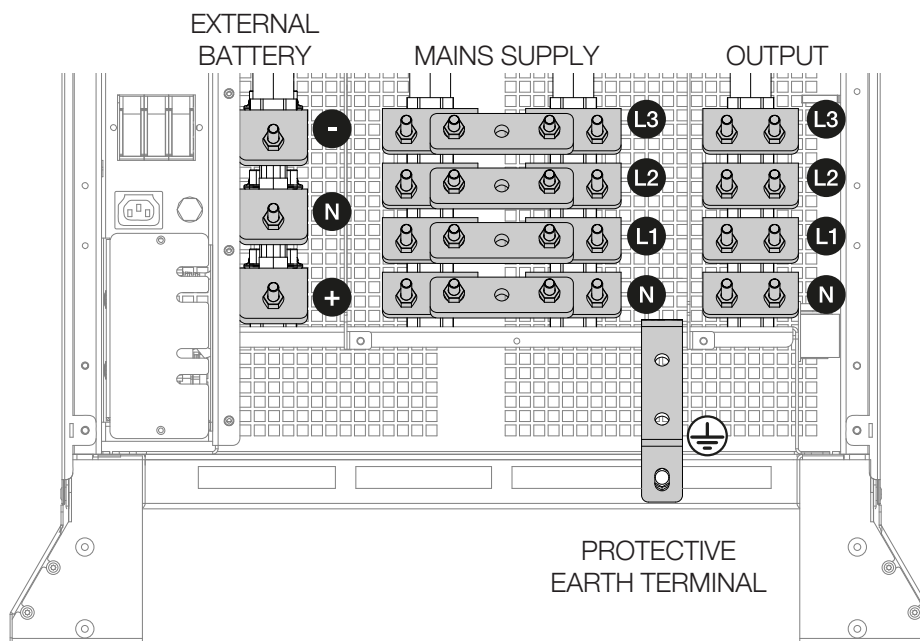 EXTERNAL
BATTERY
MAINS SUPPLY
OUTPUT
-
N
+
L3
L2
L1
N
L3
L2
L1
N
PROTECTIVE
EARTH TERMINAL